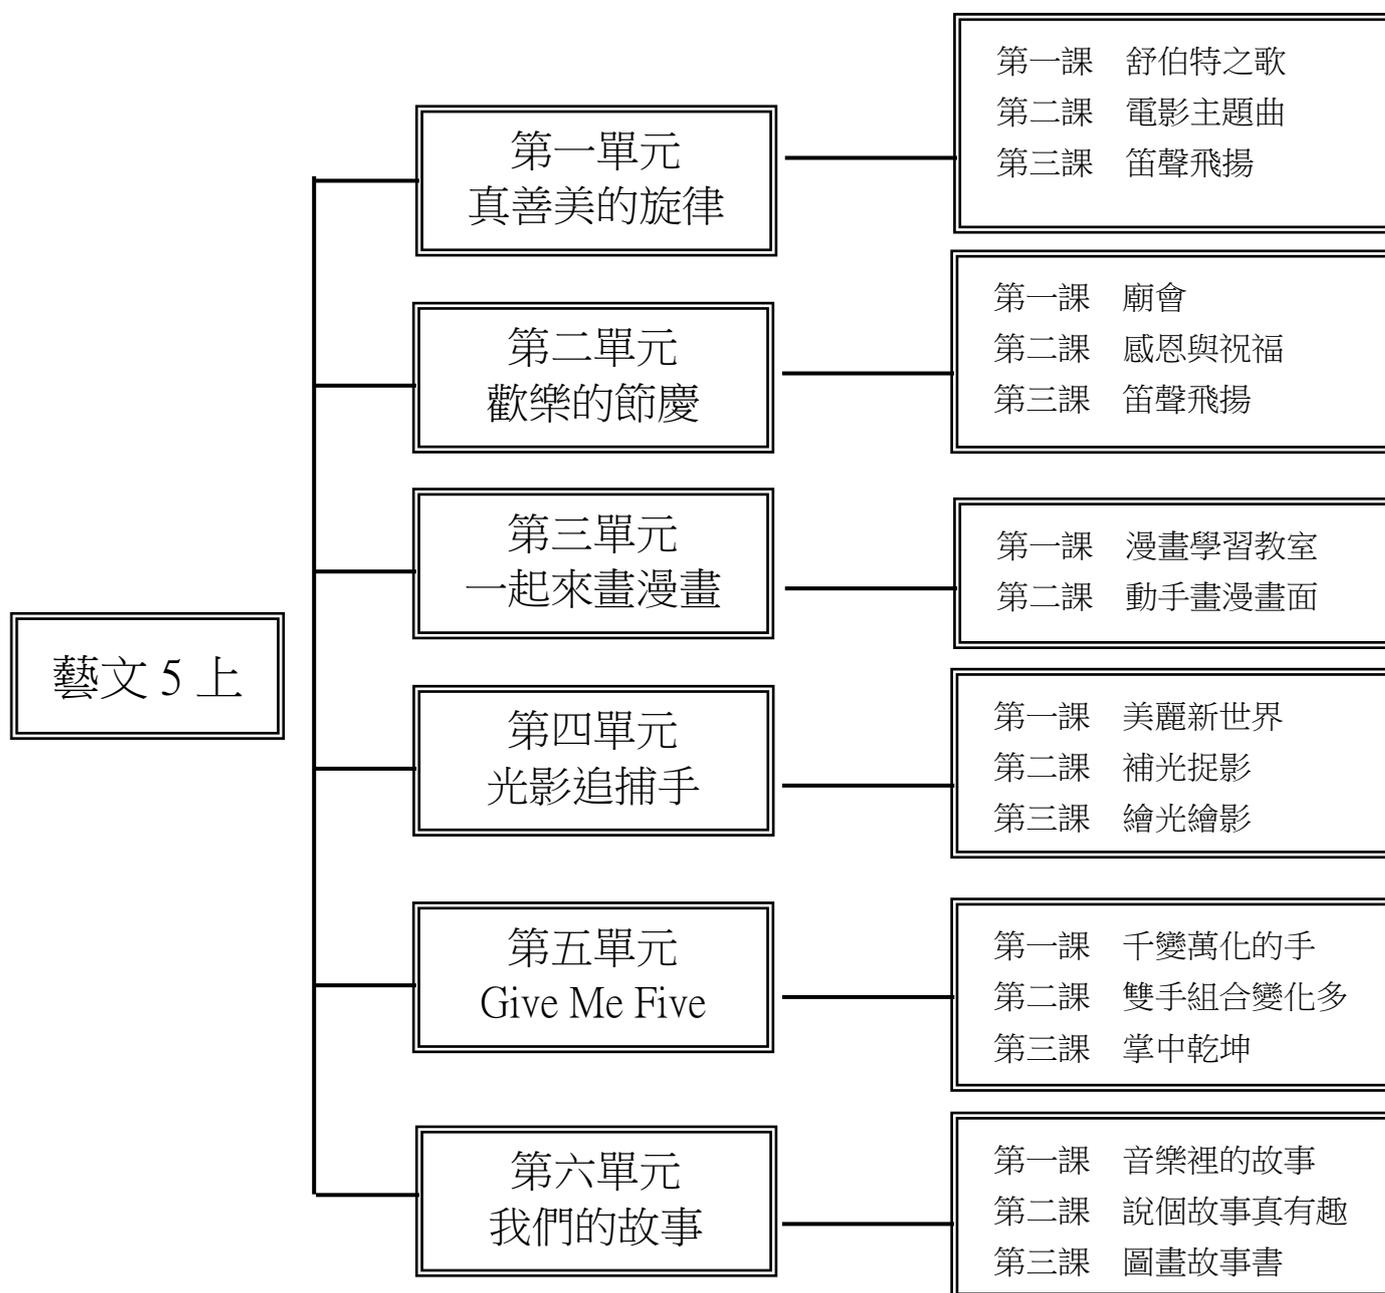 藝文 5 上
第一單元
真善美的旋律
第一課　舒伯特之歌
第二課　電影主題曲
第三課　笛聲飛揚
第二單元
歡樂的節慶
第一課　廟會
第二課　感恩與祝福
第三課　笛聲飛揚
第三單元
一起來畫漫畫
第一課　漫畫學習教室
第二課　動手畫漫畫面
第四單元
光影追捕手
第一課　美麗新世界
第二課　補光捉影
第三課　繪光繪影
第五單元
Give Me Five
第一課　千變萬化的手
第二課　雙手組合變化多
第三課　掌中乾坤
第六單元
我們的故事
第一課　音樂裡的故事
第二課　說個故事真有趣
第三課　圖畫故事書